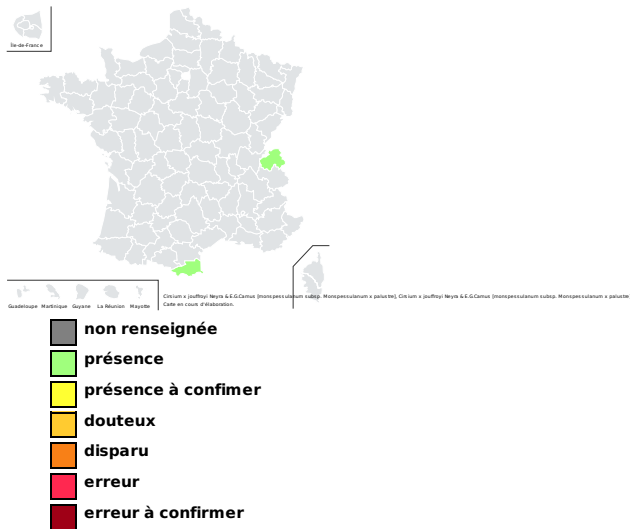 Île-de-France
Guadeloupe Martinique Guyane La Réunion Mayotte
Cirsium x jouffroyi Neyra & E.G.Camus [monspessulanum subsp. Monspessulanum x palustre], Cirsium x jouffroyi Neyra & E.G.Camus [monspessulanum subsp. Monspessulanum x palustre
Carte en cours d'élaboration.
non renseignée
présence
présence à confimer
douteux
disparu
erreur
erreur à confirmer